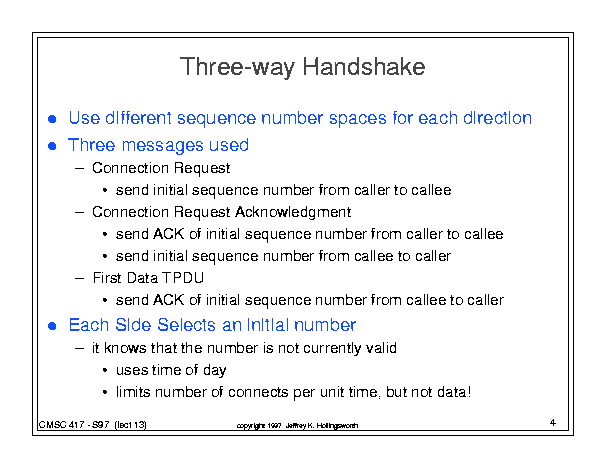 Three-way Handshake
● Use different sequence number spaces for each direction
● Three messages used
– Connection Request
• send initial sequence number from caller to callee
– Connection Request Acknowledgment
• send ACK of initial sequence number from caller to callee
• send initial sequence number from callee to caller
– First Data TPDU
• send ACK of initial sequence number from callee to caller
● Each Side Selects an initial number
– it knows that the number is not currently valid
• uses time of day
• limits number of connects per unit time, but not data!
CMSC 417 - S97 (lect 13) copyright 1997 Jeffrey K. Hollingsworth 4